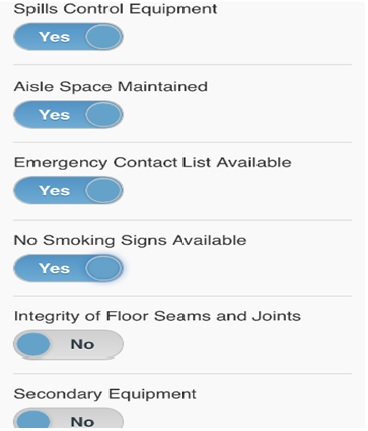 Spills Control Equipment
Yes
Aisle Space Maintained
Yes
Emergency Contact List Available
Yes
No Smoking Signs Available
Yes
Integrity of Floor Seams and Joints
No
Secondary Equipment
No